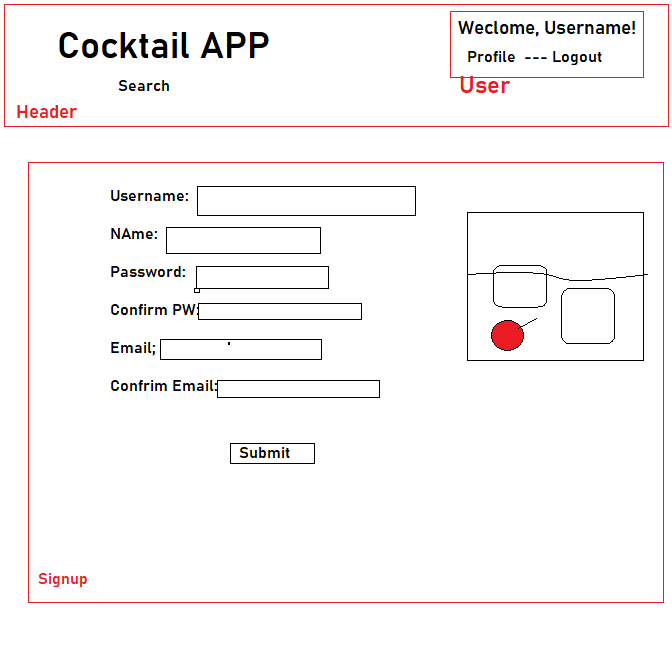 Cocktail APP
Weclome, Username!
Profile --- Logout
Search
User
Header
Username:
NAme:
Password:
Confirm PW:
Email;
Confrim Email:
Submit
Signup